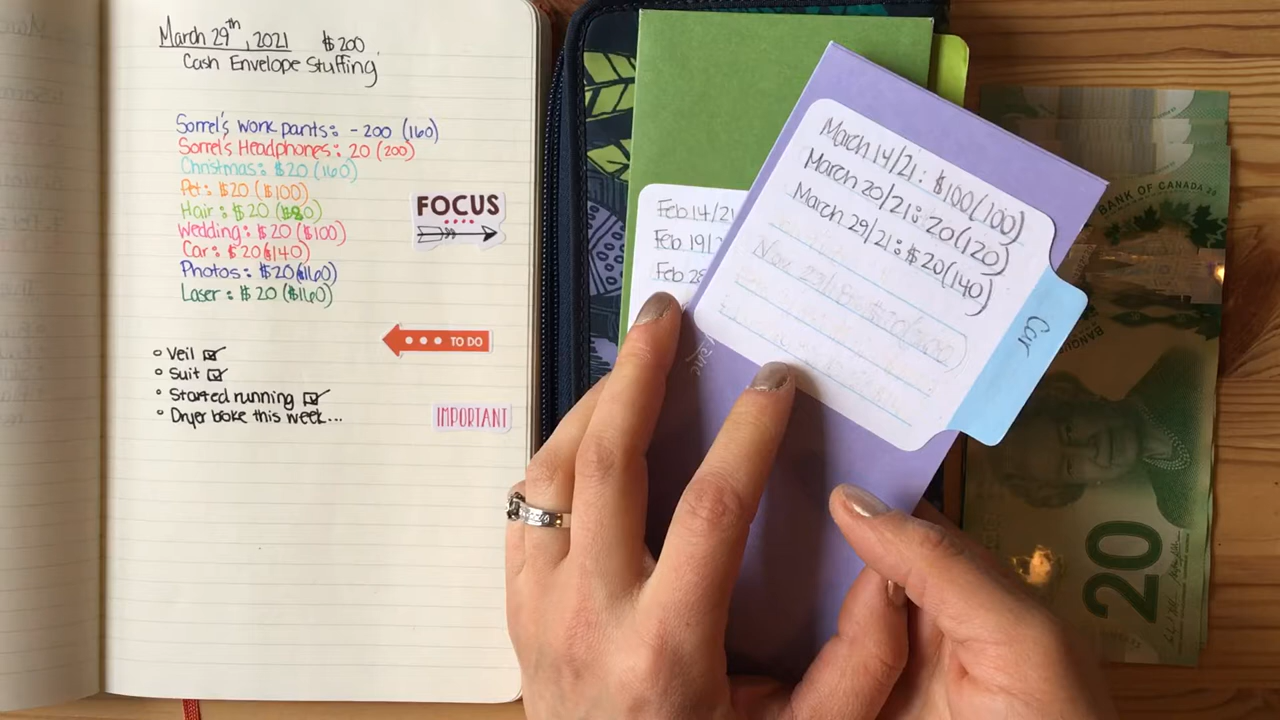 March 29th, 2021 $200
Cash Envelope Stuffing
Sorrel's work pants: -200 (160)
Sorrel's Headphones: 20 (200)
Christmas: $20 (160)
Pet: $20 ($100)
Hair: $20 ($80)
Wedding: $20 ($100)
Car: $20 ($140)
Photos: $20 ($160)
Laser: $20 ($160)
FOCUS
TO DO
Veil
Suit
Started running
Dryer broke this week...
IMPORTANT
Feb 14/21
Feb 19/2
Feb 28
March 14/21: $100(100)
March 20/21: 20(120)
March 29/21: $20(140)
Car
BANK OF CANADA
20